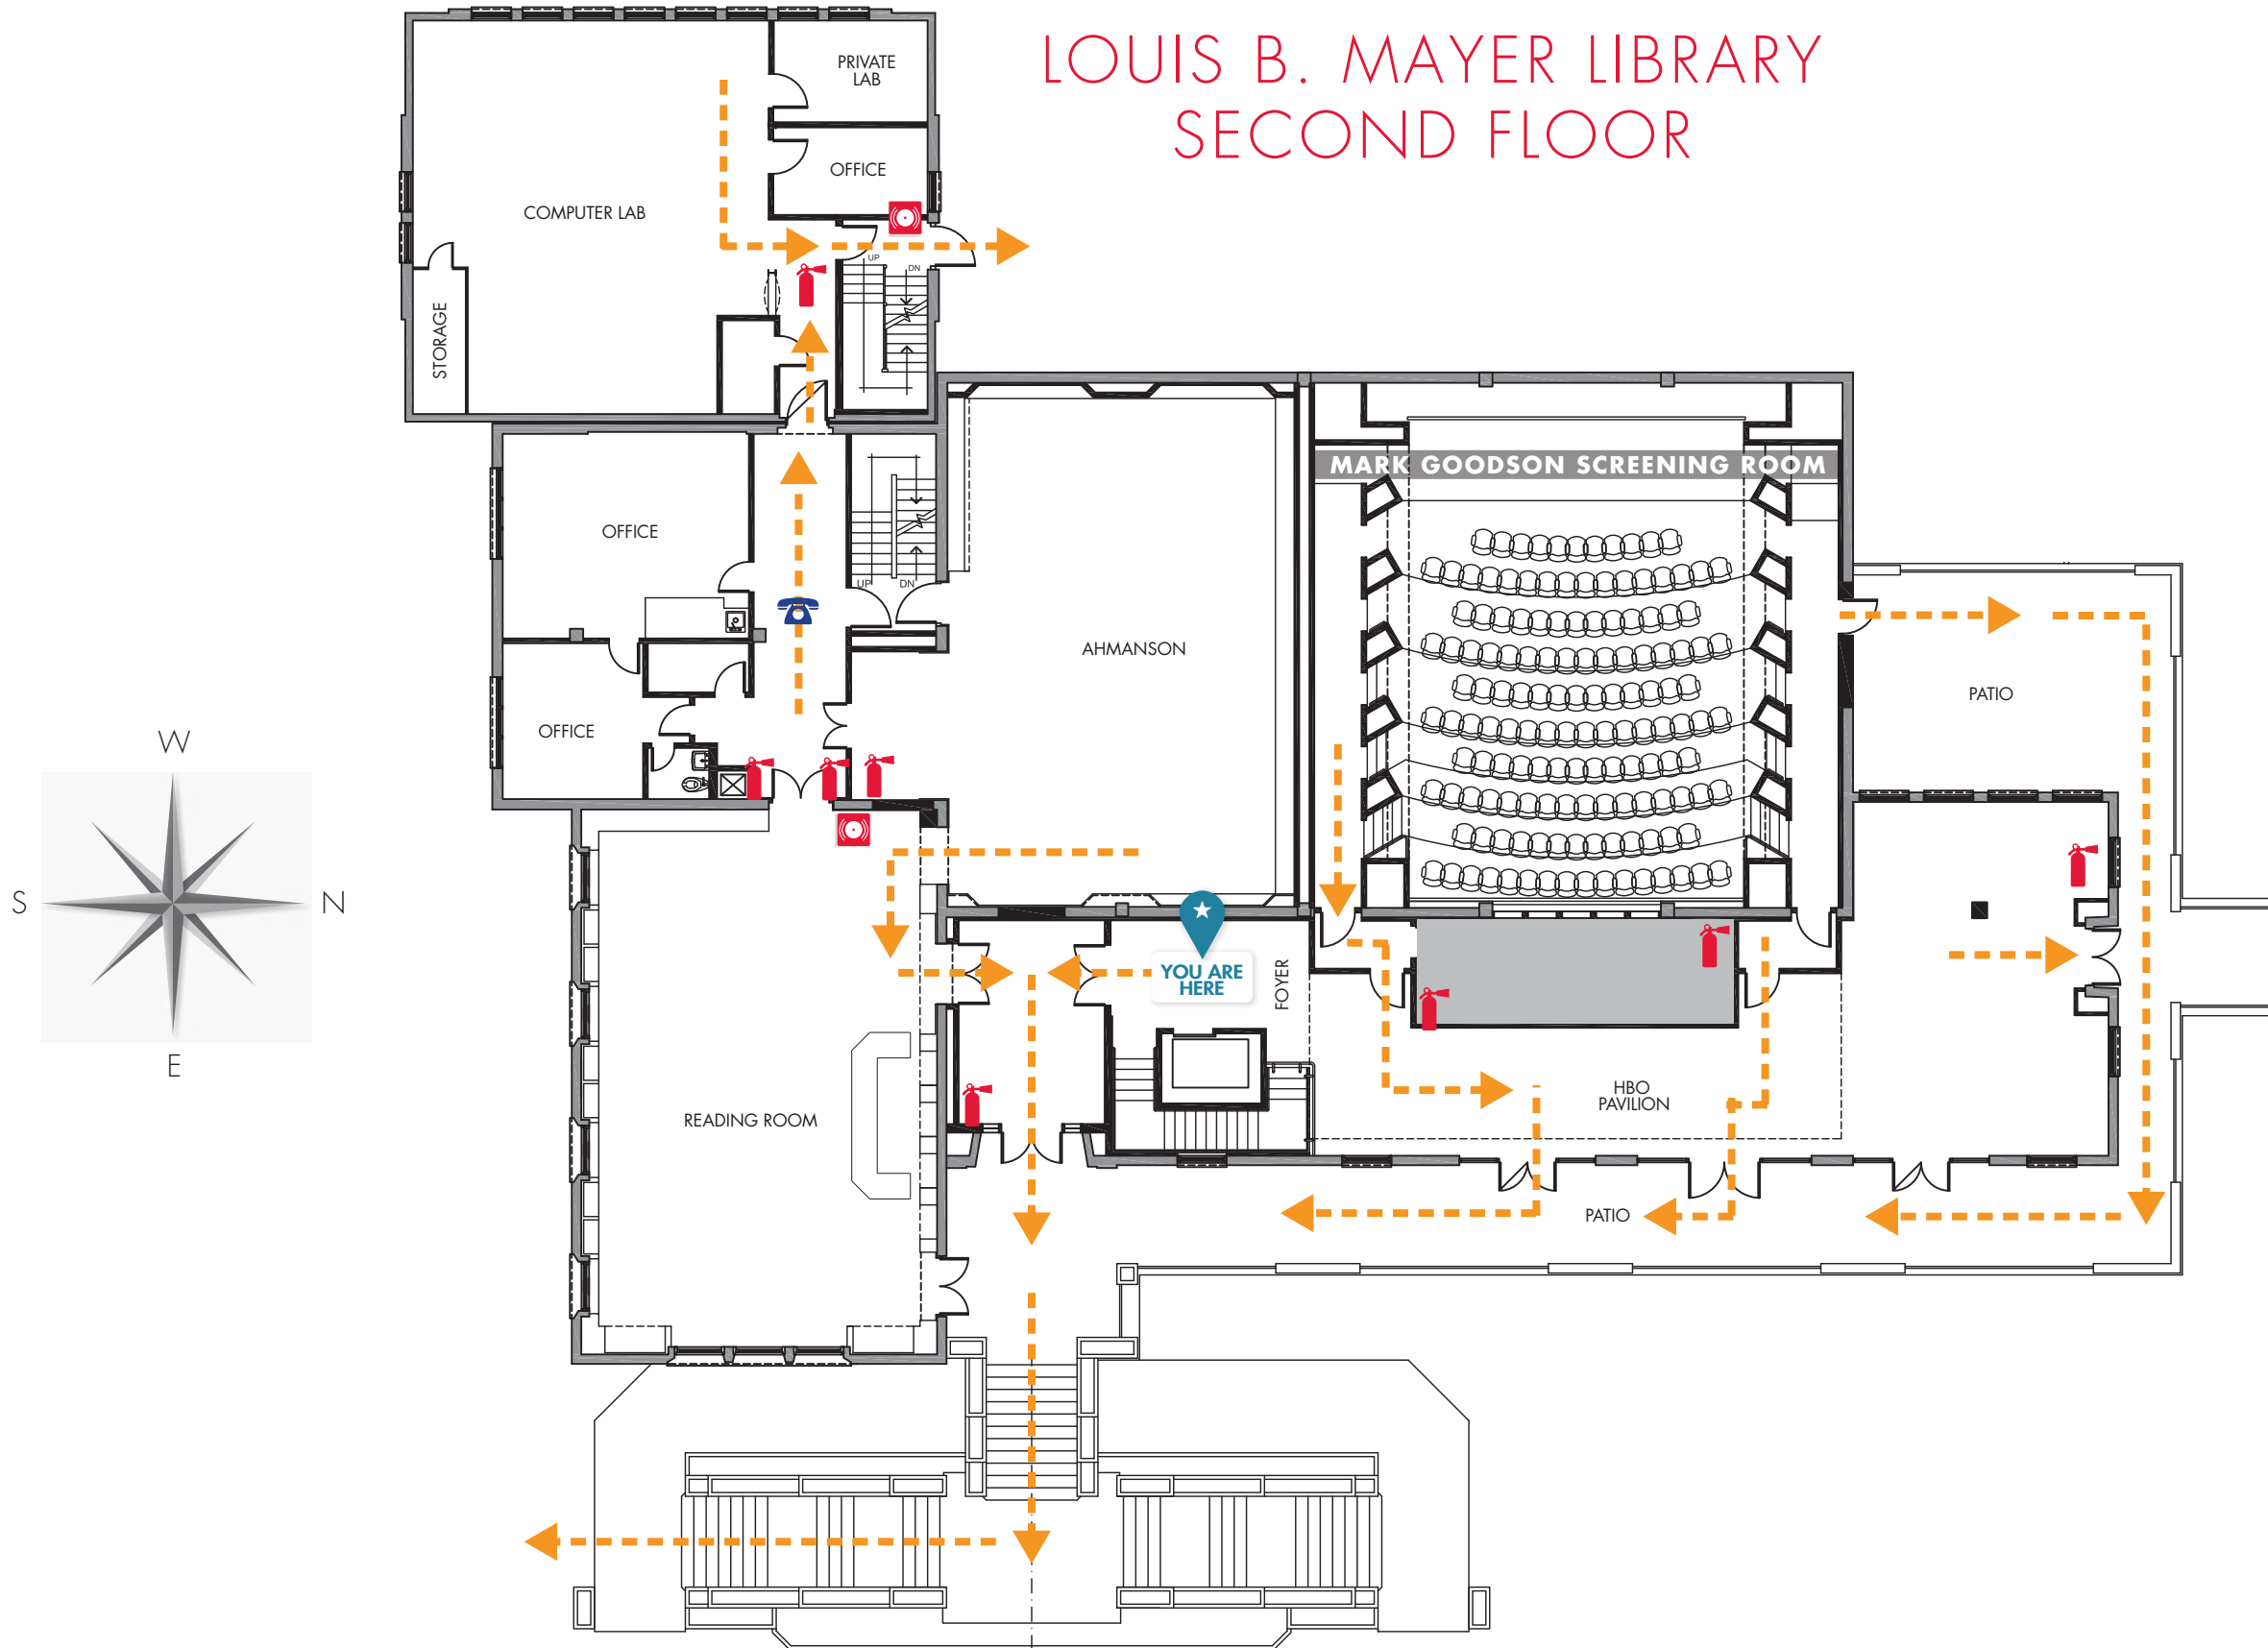 LOUIS B. MAYER LIBRARY
SECOND FLOOR
PRIVATE
LAB
OFFICE
COMPUTER LAB
STORAGE
UP
DN
MARK GOODSON SCREENING ROOM
OFFICE
UP
DN
AHMANSON
PATIO
OFFICE
W
S
N
E
YOU ARE
HERE
FOYER
HBO
PAVILION
READING ROOM
PATIO